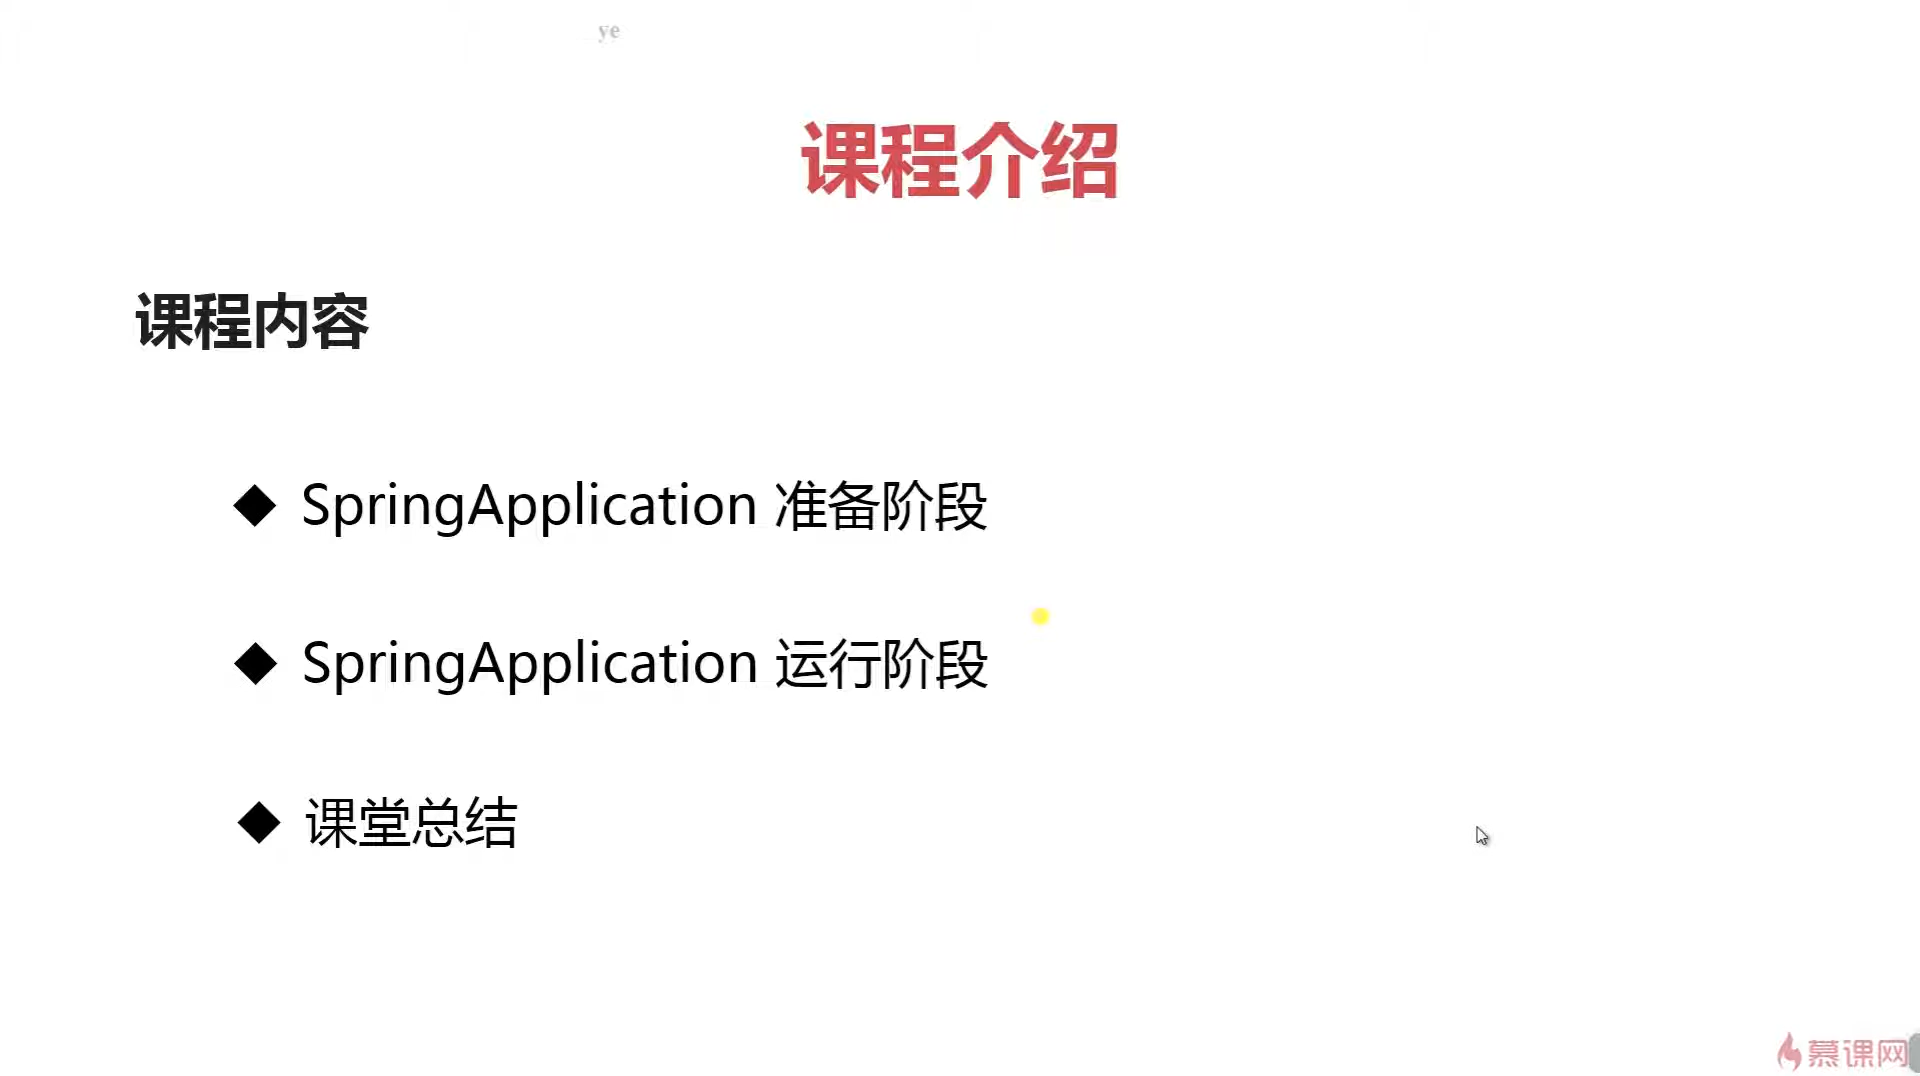 ye
课程介绍
课程内容
◆ SpringApplication 准备阶段
◆ SpringApplication 运行阶段
◆ 课堂总结
慕课网